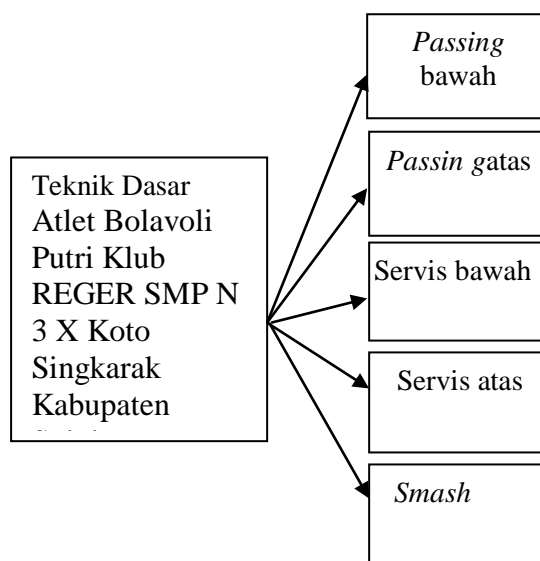 Teknik Dasar
Atlet Bolavoli
Putri Klub
REGER SMP N
3 X Koto
Singkarak
Kabupaten
Passing
bawah
Passin gatas
Servis bawah
Servis atas
Smash